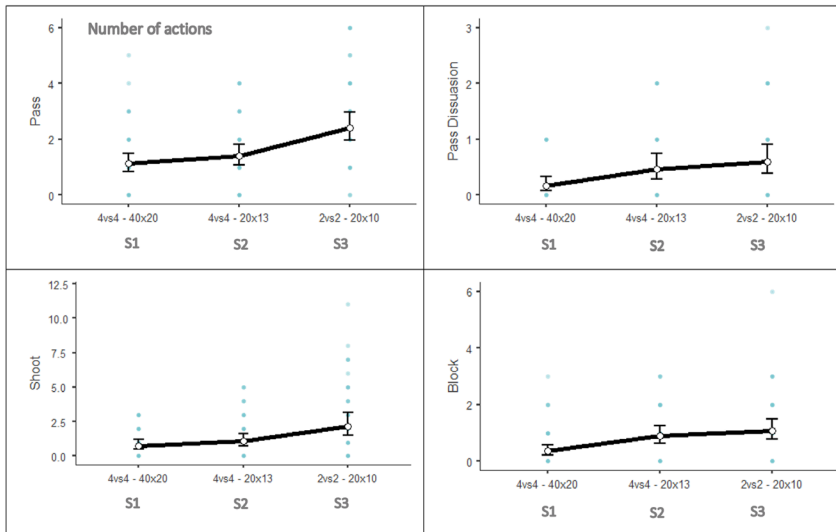 Number of actions
Pass
6
4
2
0
4vs4 - 40x20 4vs4 - 20x13 2vs2 - 20x10
S1 S2 S3
Pass Dissuasion
3
2
1
0
4vs4 - 40x20 4vs4 - 20x13 2vs2 - 20x10
S1 S2 S3
Shoot
12.5
10.0
7.5
5.0
2.5
0.0
4vs4 - 40x20 4vs4 - 20x13 2vs2 - 20x10
S1 S2 S3
Block
6
4
2
0
4vs4 - 40x20 4vs4 - 20x13 2vs2 - 20x10
S1 S2 S3